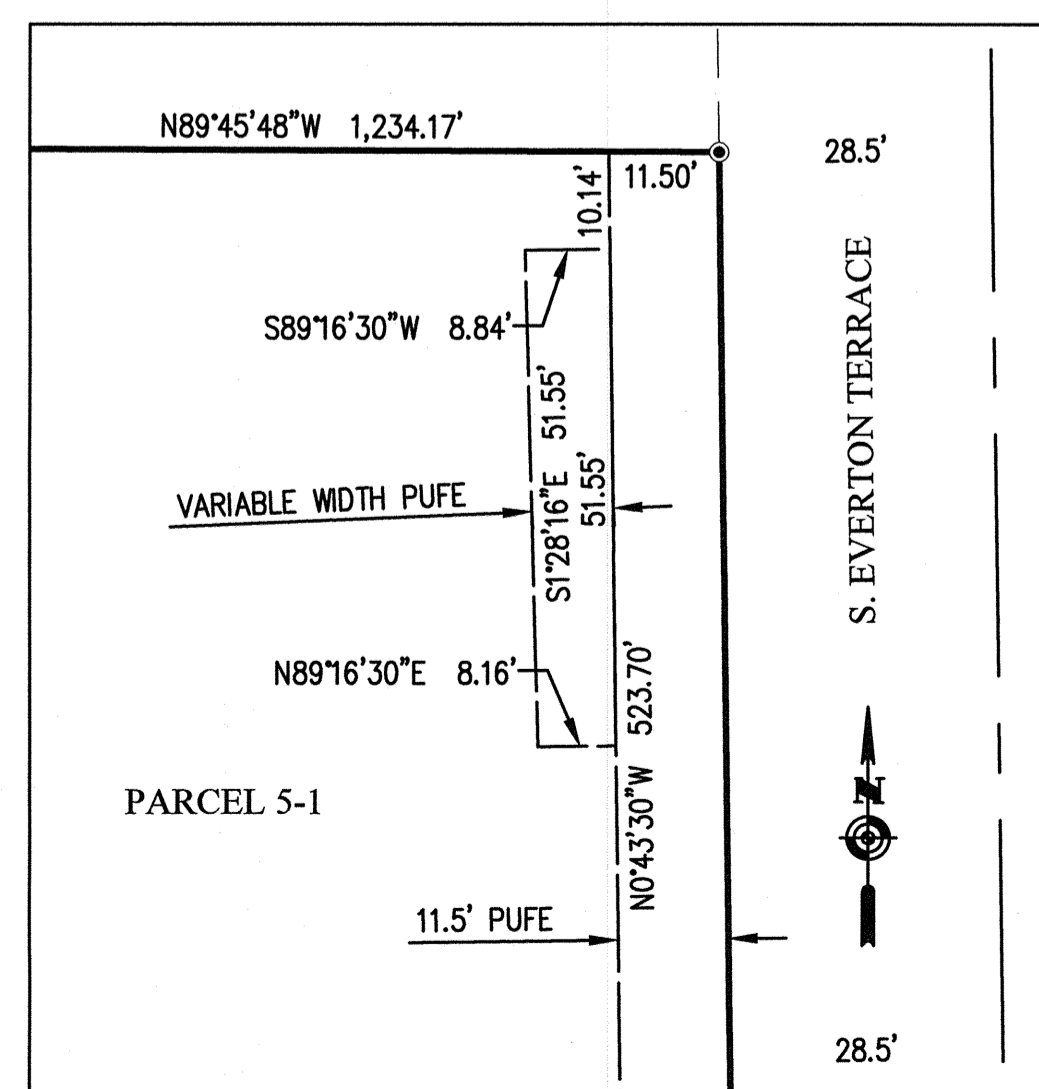 N89°45'48"W 1,234.17'
28.5'
11.50'
10.14'
S89°16'30"W 8.84'
S. EVERTON TERRACE
S1°28'16"E 51.55'
51.55'
VARIABLE WIDTH PUFE
N89°16'30"E 8.16'
N0°43'30"W 523.70'
N
PARCEL 5-1
11.5' PUFE
28.5'